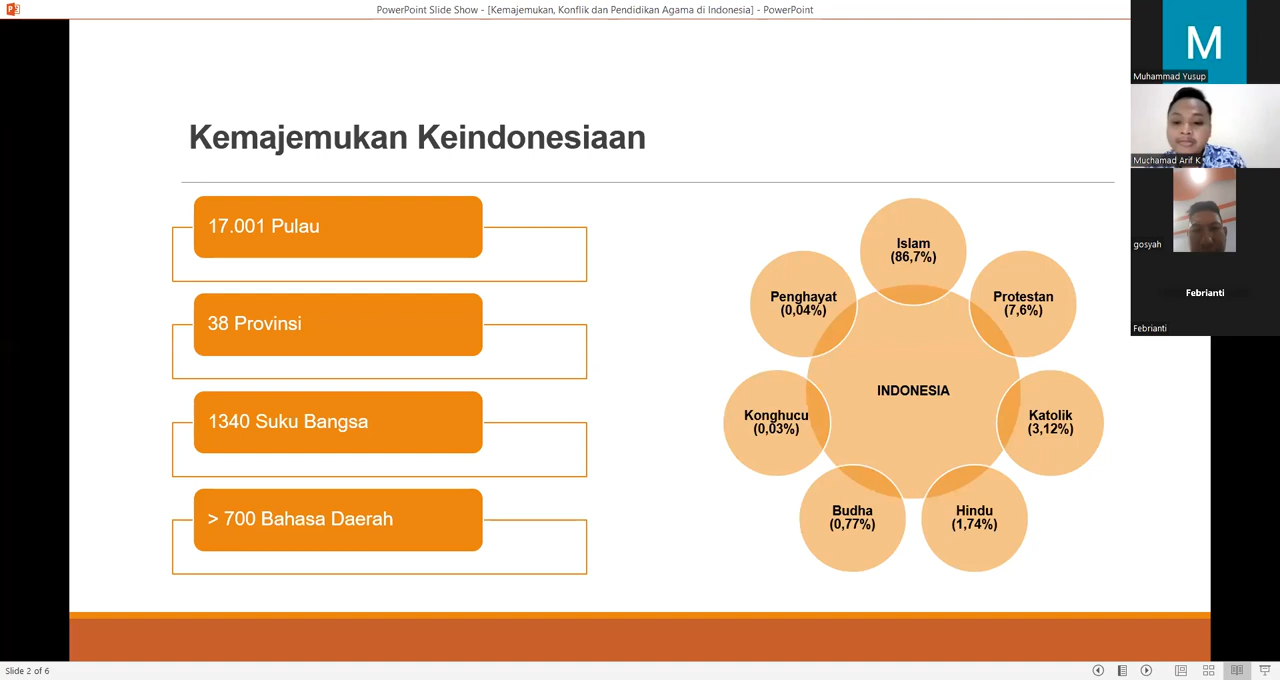 PowerPoint Slide Show - [Kemajemukan, Konflik dan Pendidikan Agama di Indonesia] - PowerPoint
Kemajemukan Keindonesiaan
17.001 Pulau
38 Provinsi
1340 Suku Bangsa
> 700 Bahasa Daerah
Islam
(86,7%)
Protestan
(7,6%)
Katolik
(3,12%)
Hindu
(1,74%)
Budha
(0,77%)
Konghucu
(0,03%)
Penghayat
(0,04%)
INDONESIA
M
Muhammad Yusup
Muchamad Arif K
gosyah
Febrianti
Febrianti
Slide 2 of 6